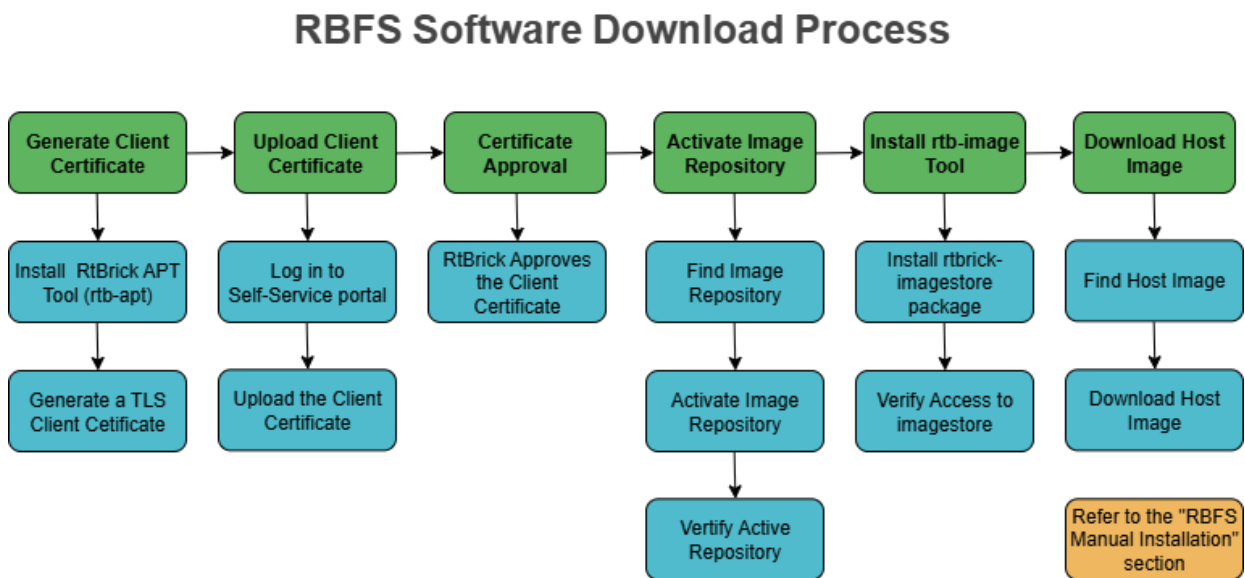 RBFS Software Download Process
Generate Client
Certificate
Upload Client
Certificate
Certificate
Approval
Activate Image
Repository
Install rtb-image
Tool
Download Host
Image
Install RtBrick APT
Tool (rtb-apt)
Log in to
Self-Service portal
RtBrick Approves
the Client
Certificate
Find Image
Repository
Install rtbrick-
imagestore
package
Find Host Image
Generate a TLS
Client Cetificate
Upload the Client
Certificate
Activate Image
Repository
Verify Access to
imagestore
Download Host
Image
Vertify Active
Repository
Refer to the "RBFS
Manual Installation"
section